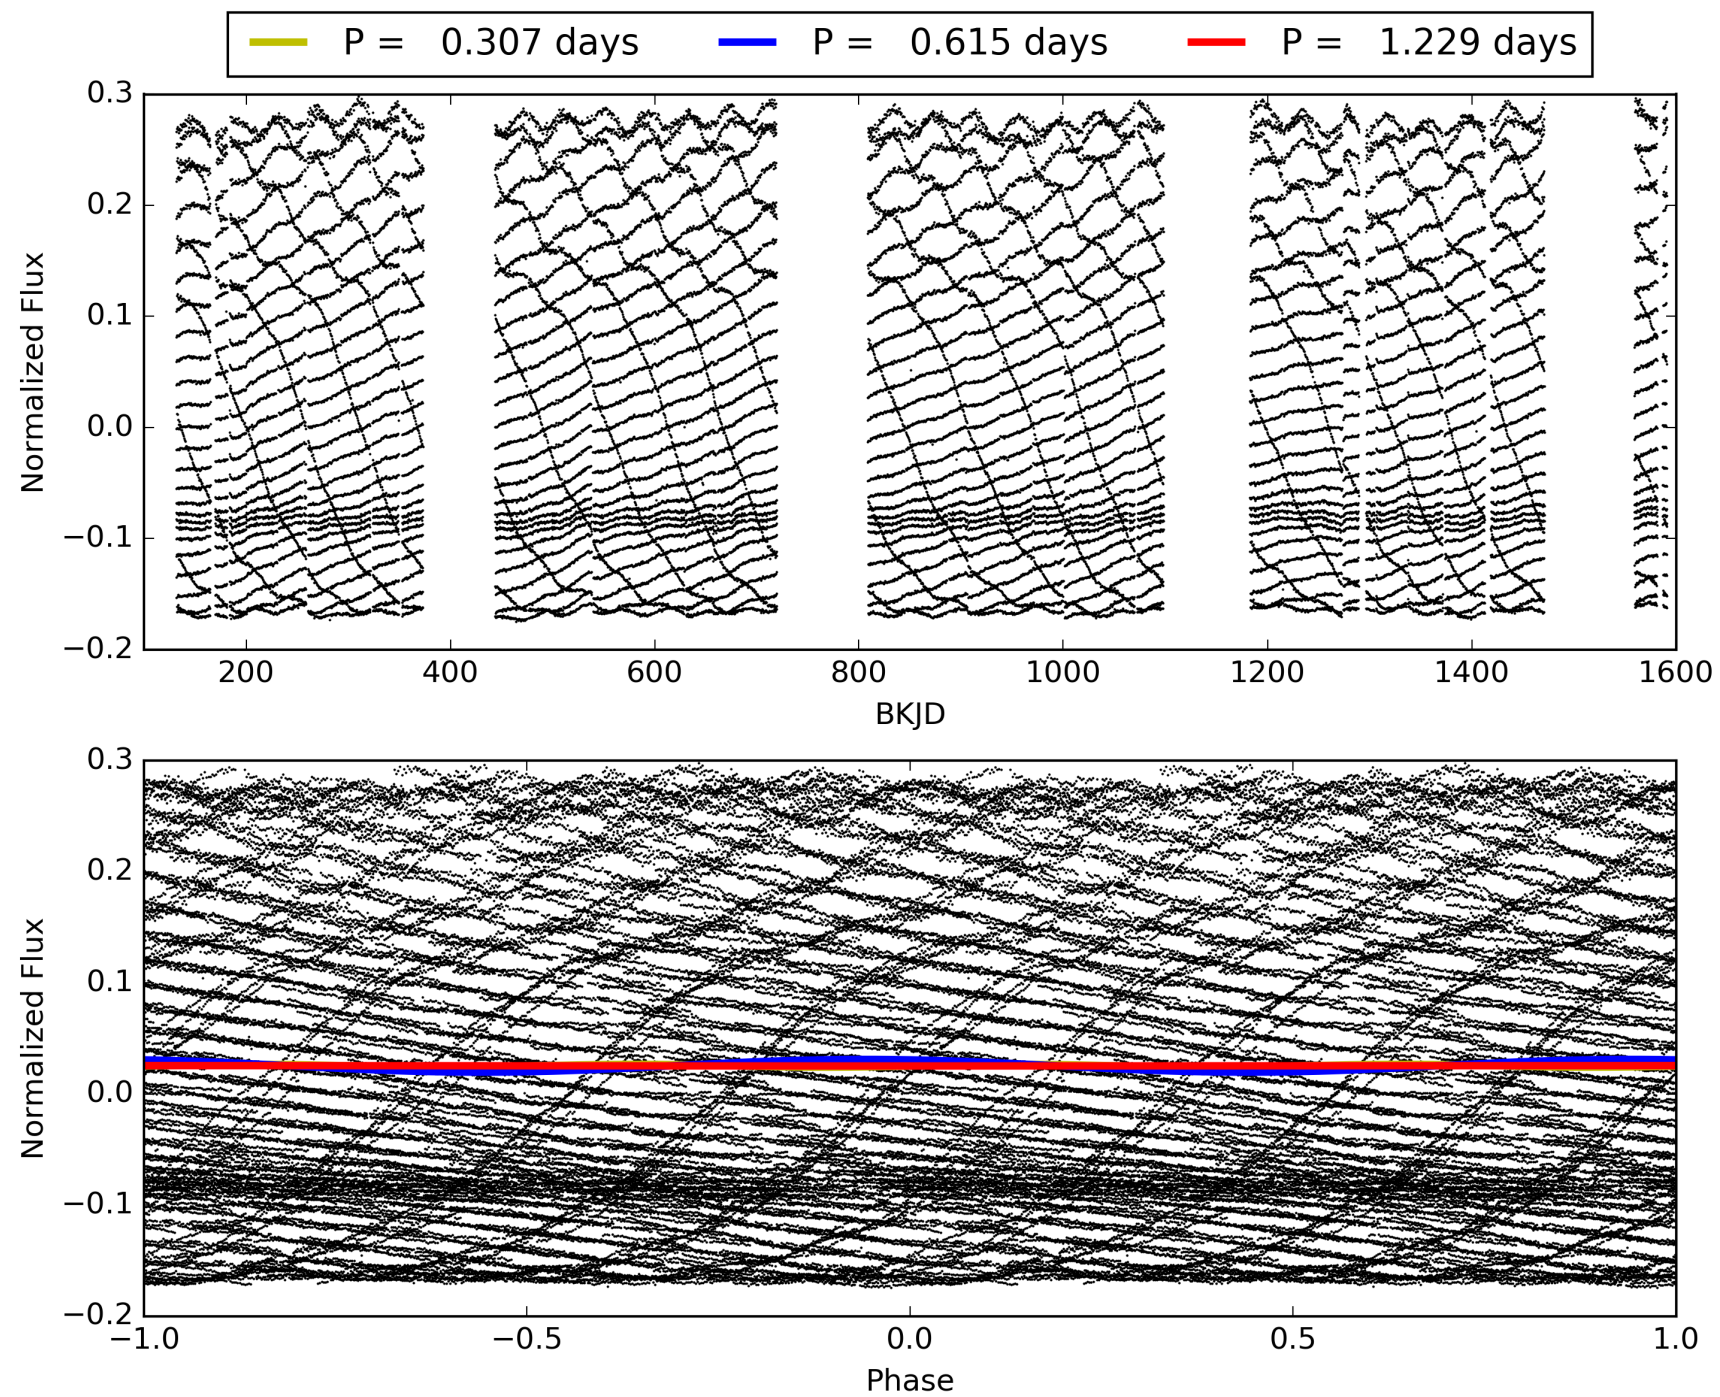 P = 0.307 days P = 0.615 days P = 1.229 days
0.3
0.2
0.1
0.0
−0.1
−0.2
Normalized Flux
200 400 600 800 1000 1200 1400 1600
BKJD
0.3
0.2
0.1
0.0
−0.1
−0.2
Normalized Flux
−1.0 −0.5 0.0 0.5 1.0
Phase